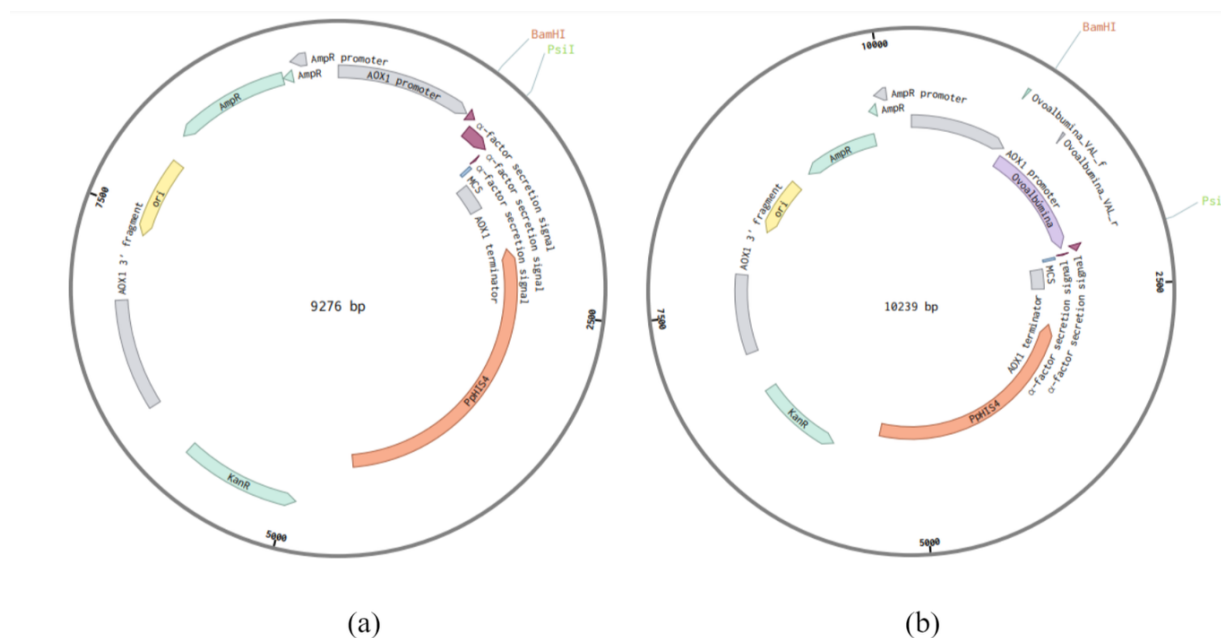 BamHI
PsiI
AmpR promoter
AmpR
AOX1 promoter
AmpR
α-factor secretion signal
α-factor secretion signal
α-factor secretion signal
MCS
AOX1 terminator
ori
7500
AOX1 3' fragment
9276 bp
2500
PpHIS4
KanR
5000
(a)
BamHI
10000
Ovoalbumina_VAL_f
Ovoalbumina_VAL_r
AmpR promoter
AmpR
AOX1 promoter
AmpR
Ovoalbumina
Psi
ori
AOX1 3' fragment
MCS
α-factor secretion signal
α-factor secretion signal
2500
10239 bp
7500
AOX1 terminator
KanR
PpHIS4
5000
(b)